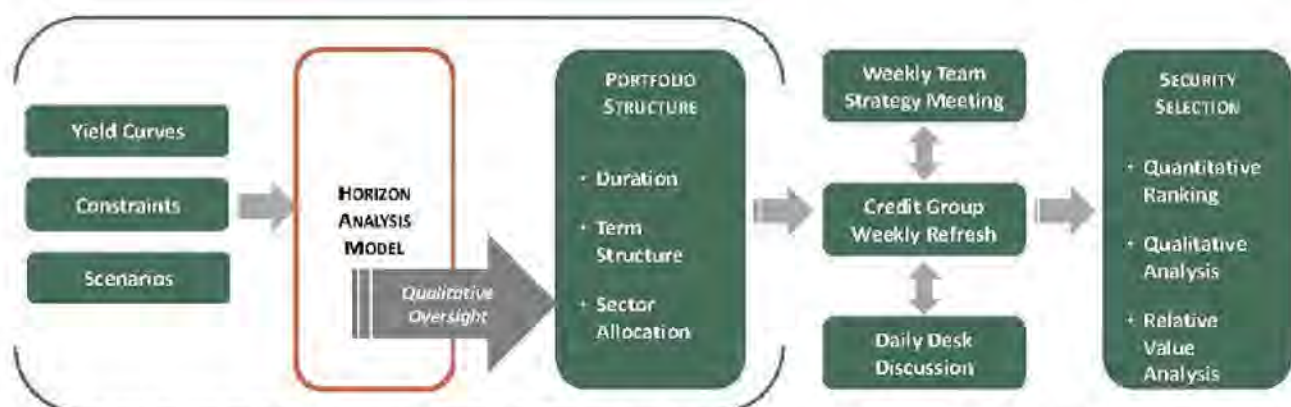 Yield Curves
Constraints
Scenarios
HORIZON
ANALYSIS
MODEL
Qualitative
Oversight
PORTFOLIO
STRUCTURE
· Duration
· Term
Structure
· Sector
Allocation
Weekly Team
Strategy Meeting
Credit Group
Weekly Refresh
Daily Desk
Discussion
SECURITY
SELECTION
· Quantitative
Ranking
· Qualitative
Analysis
· Relative
Value
Analysis